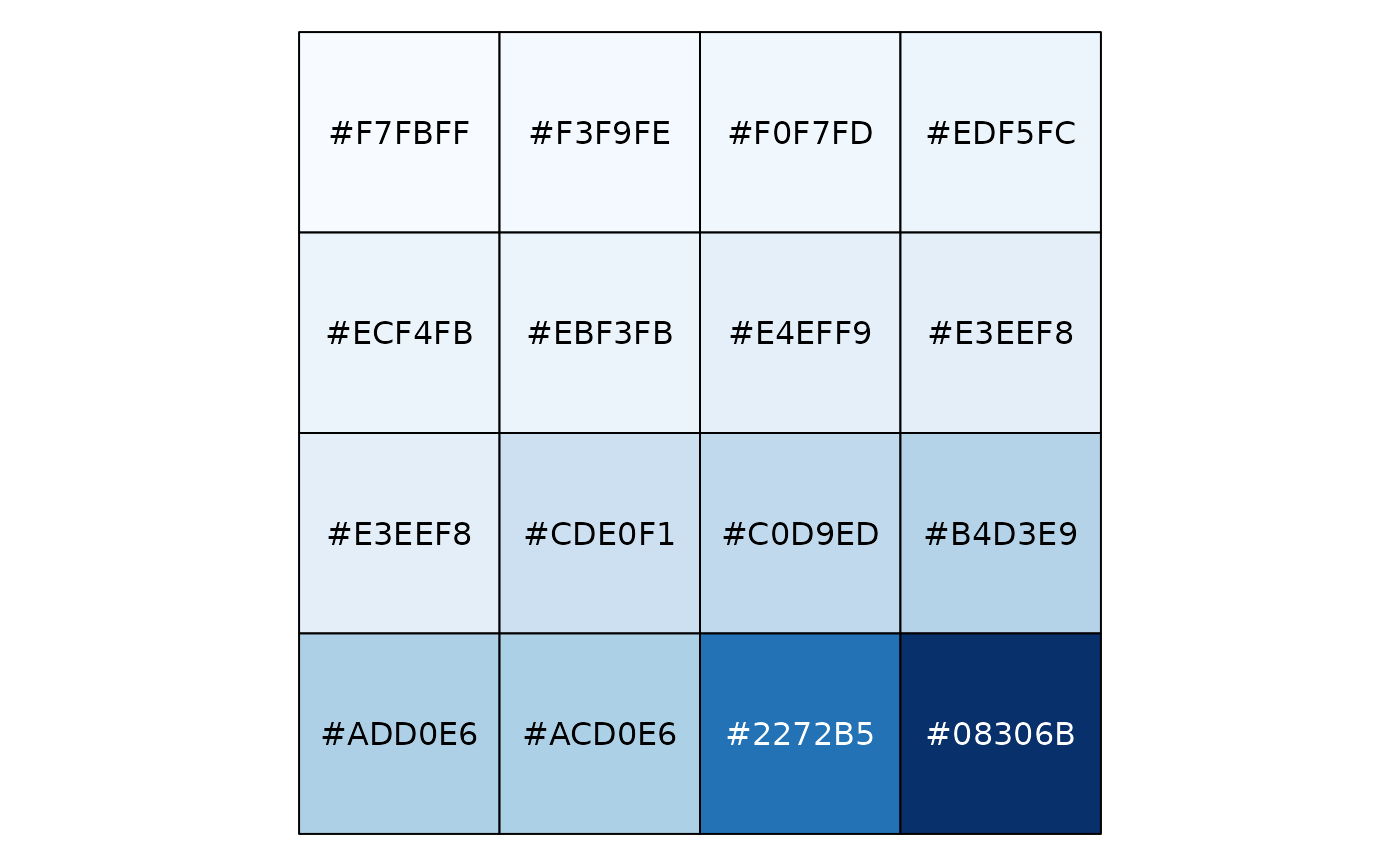 #F7FBFF #F3F9FE #F0F7FD #EDF5FC
#ECF4FB #EBF3FB #E4EFF9 #E3EEF8
#E3EEF8 #CDE0F1 #C0D9ED #B4D3E9
#ADD0E6 #ACD0E6 #2272B5 #08306B